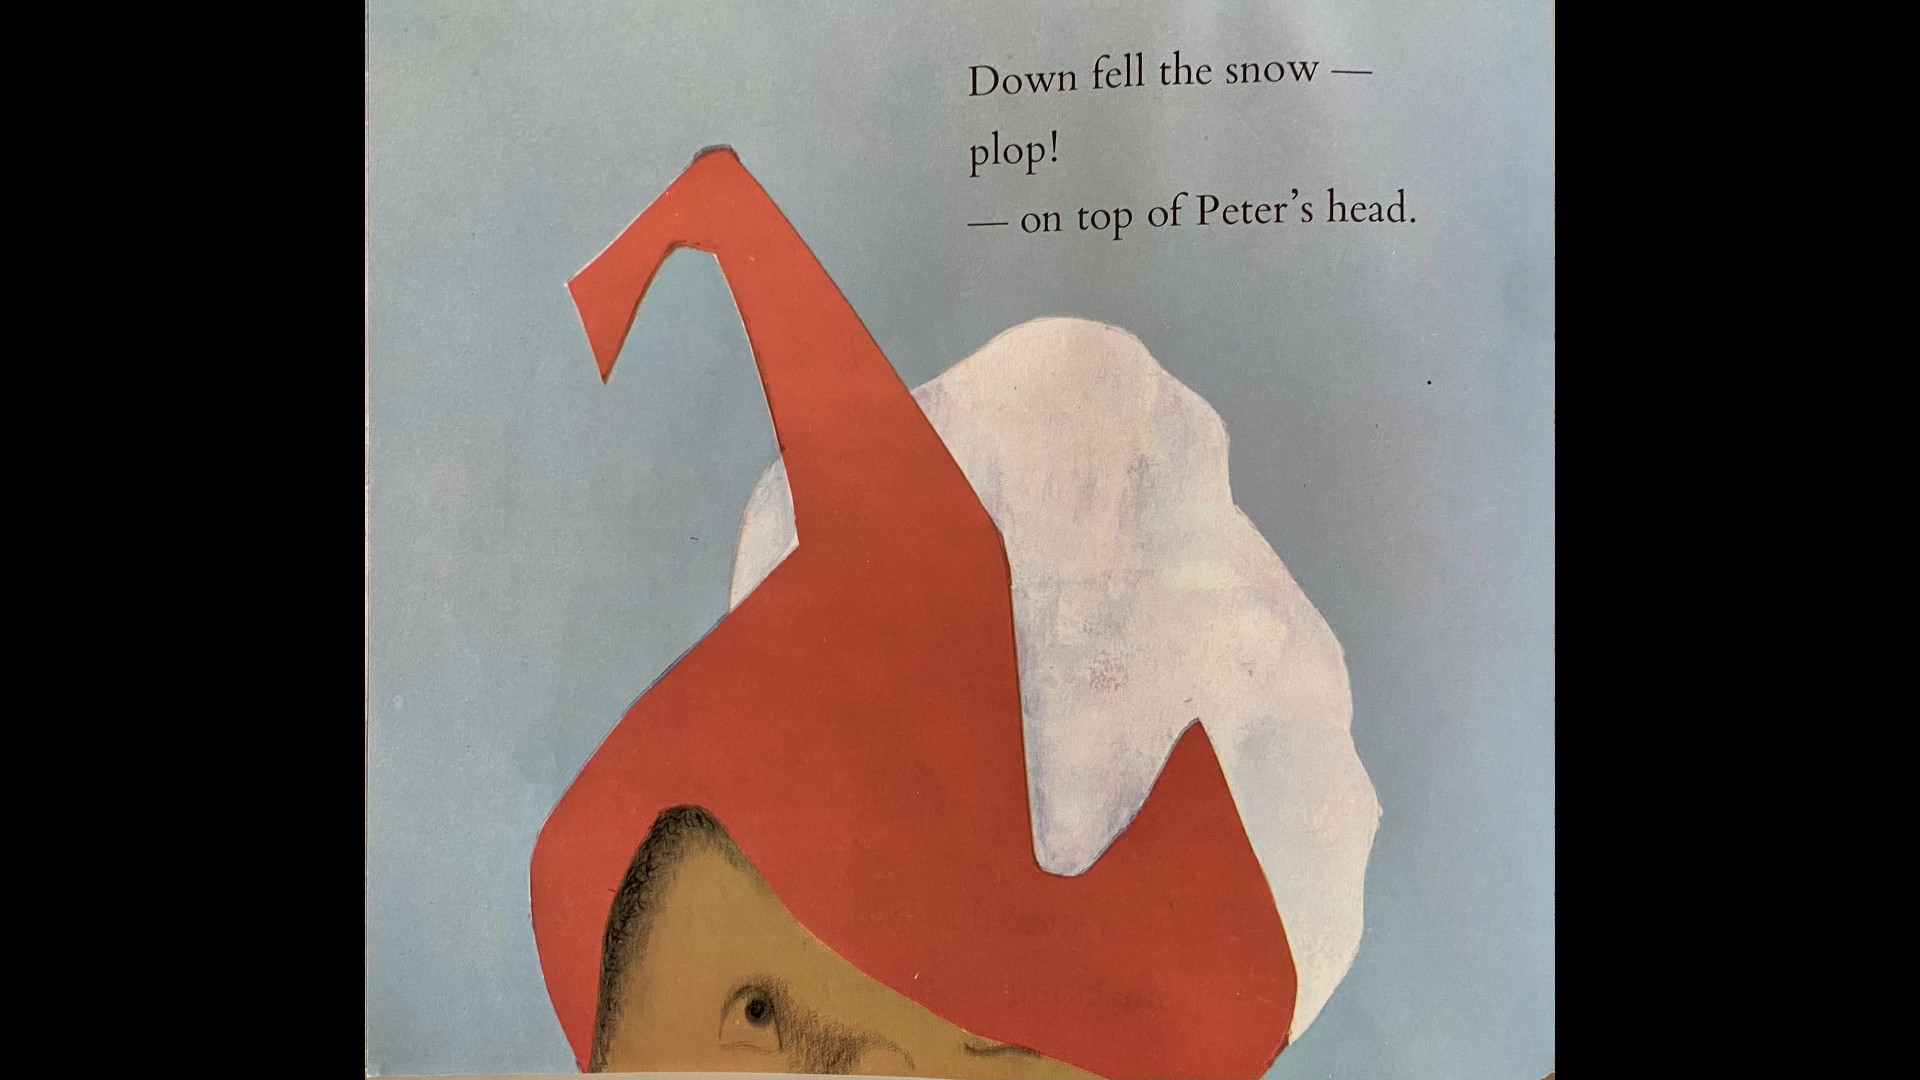 Down fell the snow —
plop!
— on top of Peter’s head.